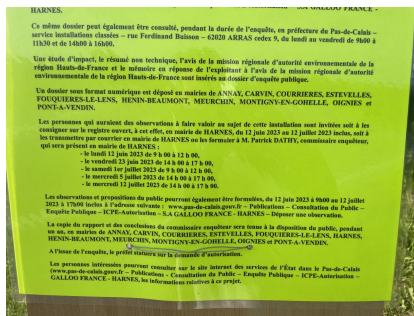 HARNES.
Ce même dossier peut également être consulté, pendant la durée de l'enquête, en préfecture du Pas-de-Calais –
service installations classées – rue Ferdinand Buisson – 62020 ARRAS cedex 9, du lundi au vendredi de 9h00 à
11h30 et de 14h00 à 16h00.
Une étude d'impact, le résumé non technique, l'avis de la mission régionale d'autorité environnementale de la
région Hauts-de-France et le mémoire en réponse de l'exploitant à l'avis de la mission régionale d'autorité
environnementale de la région Hauts-de-France sont insérés au dossier d'enquête publique.
Un dossier sous format numérique est déposé en mairies de ANNAY, CARVIN, COURRIERES, ESTEVELLES,
FOUQUIERES-LE-LENS, HENIN-BEAUMONT, MEURCHIN, MONTIGNY-EN-GOHELLE, OIGNIES et
PONT-A-VENDIN.
Les personnes qui auraient des observations à faire valoir au sujet de cette installation sont invitées soit à les
consigner sur le registre ouvert, à cet effet, en mairie de HARNES, du 12 juin 2023 au 12 juillet 2023 inclus, soit à
les transmettre par courrier en mairie de HARNES ou les formuler à M. Patrick DATHY, commissaire enquêteur,
qui sera présent en mairie de HARNES :
- le lundi 12 juin 2023 de 9 h 00 à 12 h 00,
- le vendredi 23 juin 2023 de 14 h 00 à 17 h 00,
- le samedi 1er juillet 2023 de 9 h 00 à 12 h 00,
- le mercredi 5 juillet 2023 de 14 h 00 à 17 h 00,
- le mercredi 12 juillet 2023 de 14 h 00 à 17 h 00.
Les observations et propositions du public pourront également être formulées, du 12 juin 2023 à 9h00 au 12 juillet
2023 à 17h00 inclus à l'adresse suivante : www.pas-de-calais.gouv.fr – Publications – Consultation du Public –
Enquête Publique – ICPE-Autorisation – S.A GALLOO FRANCE - HARNES – Déposer une observation.
La copie du rapport et des conclusions du commissaire enquêteur sera tenue à la disposition du public, pendant
un an, en mairies de ANNAY, CARVIN, COURRIERES, ESTEVELLES, FOUQUIERES-LE-LENS, HARNES,
HENIN-BEAUMONT, MEURCHIN, MONTIGNY-EN-GOHELLE, OIGNIES et PONT-A-VENDIN.
A l'issue de l'enquête, le préfet statuera sur la demande d'autorisation.
Les personnes intéressées pourront consulter sur le site internet des services de l'État dans le Pas-de-Calais
(www.pas-de-calais.gouv.fr – Publications – Consultation du Public – Enquête Publique – ICPE-Autorisation –
GALLOO FRANCE - HARNES, les informations relatives à ce projet.